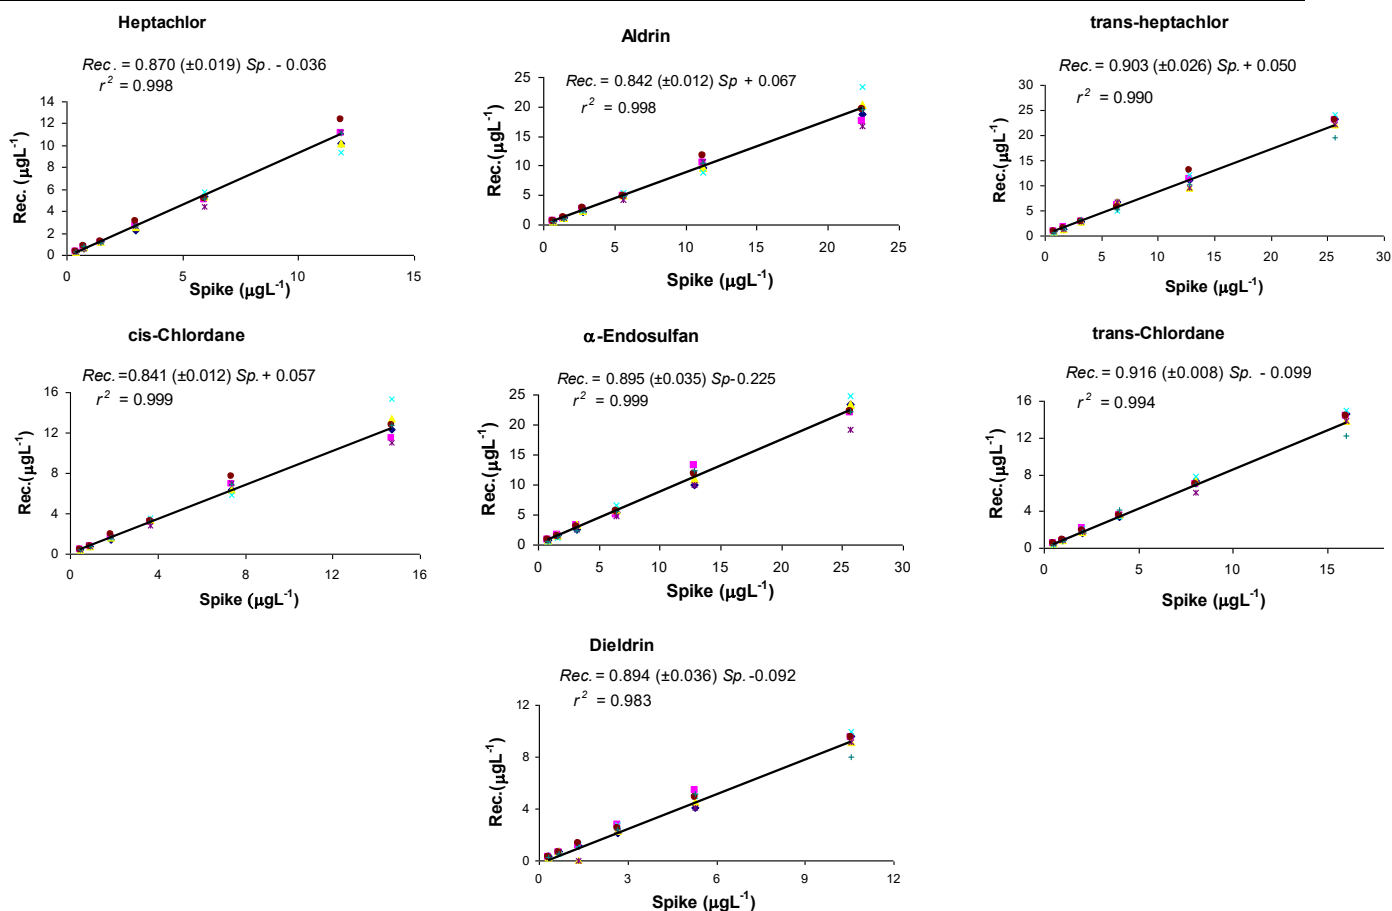 Heptachlor
Rec. = 0.870 (±0.019) Sp. - 0.036
r² = 0.998
Rec. (µgL⁻¹)
14
12
10
8
6
4
2
0
0 5 10 15
Spike (µgL⁻¹)
Aldrin
Rec. = 0.842 (±0.012) Sp + 0.067
r² = 0.998
Rec.(µgL⁻¹)
25
20
15
10
5
0
0 5 10 15 20 25
Spike (µgL⁻¹)
trans-heptachlor
Rec. = 0.903 (±0.026) Sp. + 0.050
r² = 0.990
Rec.(µgL⁻¹)
30
25
20
15
10
5
0
0 5 10 15 20 25 30
Spike (µgL⁻¹)
cis-Chlordane
Rec. =0.841 (±0.012) Sp. + 0.057
r² = 0.999
Rec.(µgL⁻¹)
16
12
8
4
0
0 4 8 12 16
Spike (µgL⁻¹)
α-Endosulfan
Rec. = 0.895 (±0.035) Sp-0.225
r² = 0.999
Rec.(µgL⁻¹)
25
20
15
10
5
0
0 5 10 15 20 25 30
Spike (µgL⁻¹)
trans-Chlordane
Rec. = 0.916 (±0.008) Sp. - 0.099
r² = 0.994
Rec.(µgL⁻¹)
16
12
8
4
0
0 5 10 15
Spike (µgL⁻¹)
Dieldrin
Rec. = 0.894 (±0.036) Sp. -0.092
r² = 0.983
Rec.(µgL⁻¹)
12
8
4
0
0 3 6 9 12
Spike (µgL⁻¹)